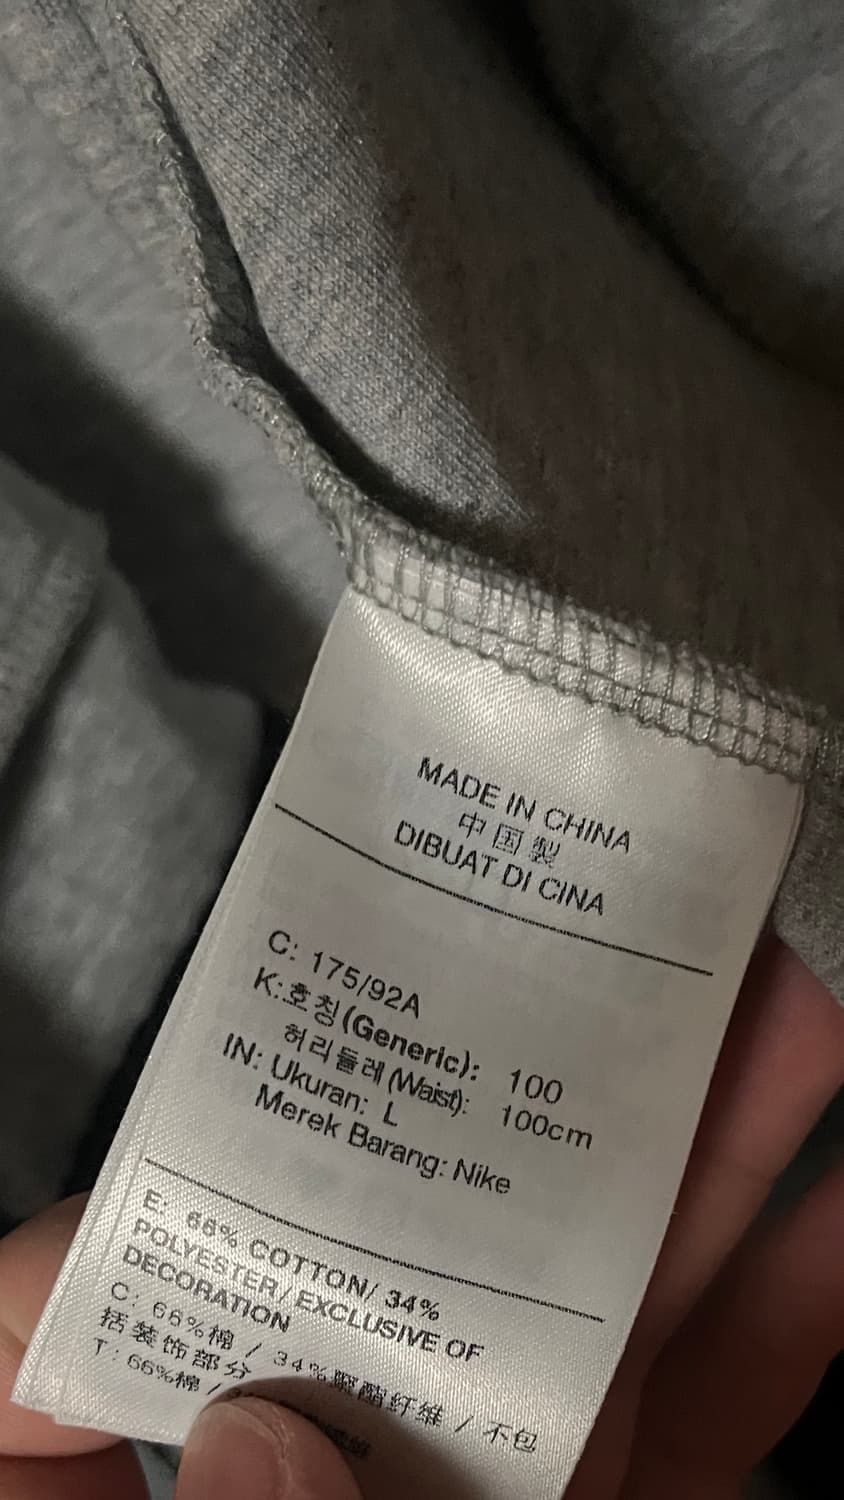 MADE IN CHINA
中国製
DIBUAT DI CINA
C: 175/92A
K:호칭(Generic): 100
허리둘레(Waist): 100cm
IN: Ukuran: L
Merek Barang: Nike
E: 66% COTTON/ 34%
POLYESTER/EXCLUSIVE OF
DECORATION
C: 66%棉 / 34%聚酯纤维 / 不包
括装饰部分
T: 66%棉 /